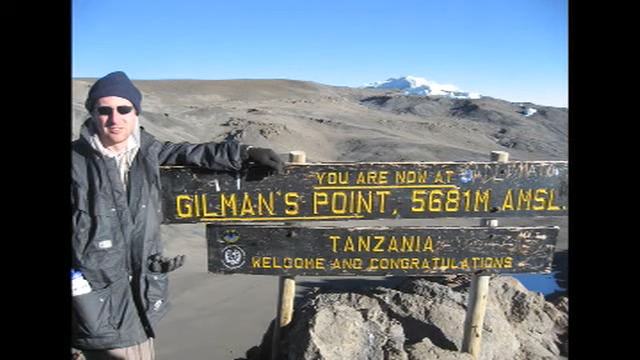 YOU ARE NOW AT
GILMAN'S POINT, 5681M AMSL.
TANZANIA
WELCOME AND CONGRATULATIONS